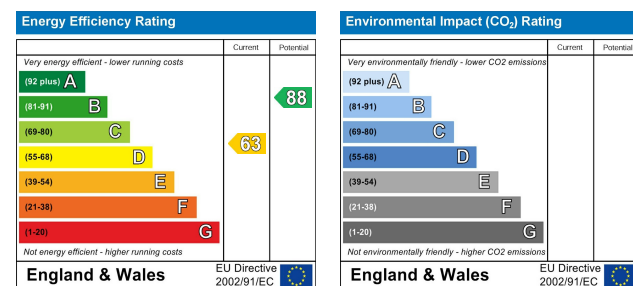 Energy Efficiency Rating
Current Potential
Very energy efficient - lower running costs
(92 plus) A
(81-91) B
88
(69-80) C
63
(55-68) D
(39-54) E
(21-38) F
(1-20) G
Not energy efficient - higher running costs
England & Wales
EU Directive
2002/91/EC
Environmental Impact (CO₂) Rating
Current Potential
Very environmentally friendly - lower CO2 emissions
(92 plus) A
(81-91) B
(69-80) C
(55-68) D
(39-54) E
(21-38) F
(1-20) G
Not environmentally friendly - higher CO2 emissions
England & Wales
EU Directive
2002/91/EC